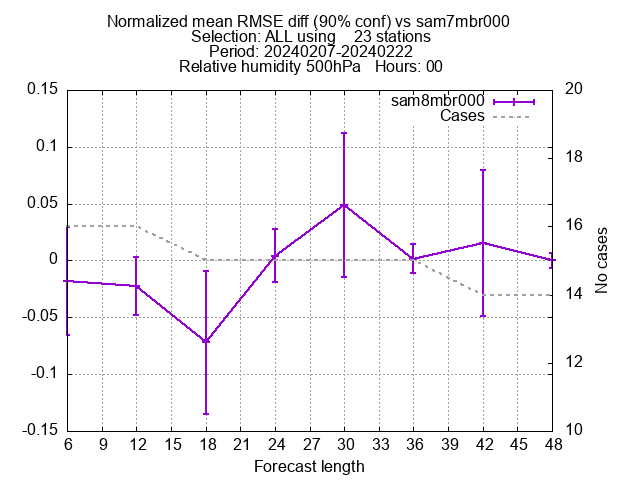 Normalized mean RMSE diff (90% conf) vs sam7mbr000
Selection: ALL using    23 stations
Period: 20240207-20240222
Relative humidity 500hPa   Hours: 00
sam8mbr000
Cases
0.15
0.1
0.05
0
-0.05
-0.1
-0.15
20
18
16
14
12
10
No cases
6 9 12 15 18 21 24 27 30 33 36 39 42 45 48
Forecast length